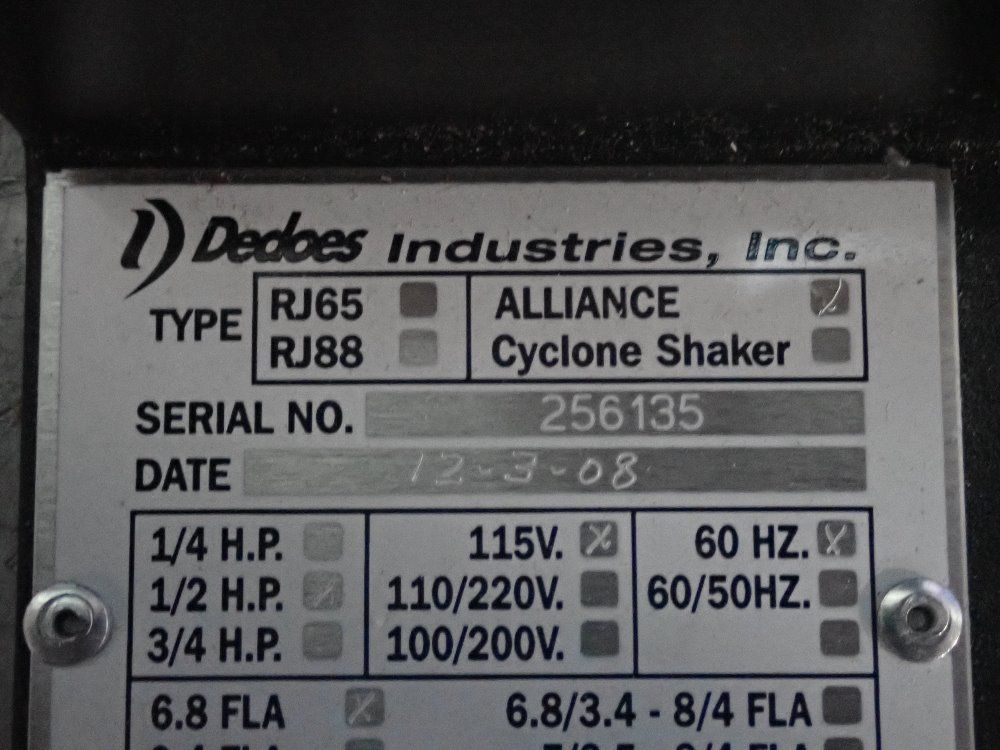 Dedoes Industries, Inc.
TYPE RJ65 ALLIANCE
RJ88 Cyclone Shaker
SERIAL NO. 256135
DATE 12-3-08
1/4 H.P. 115V. X 60 HZ. X
1/2 H.P. 110/220V. 60/50HZ.
3/4 H.P. 100/200V.
6.8 FLA X 6.8/3.4 - 8/4 FLA